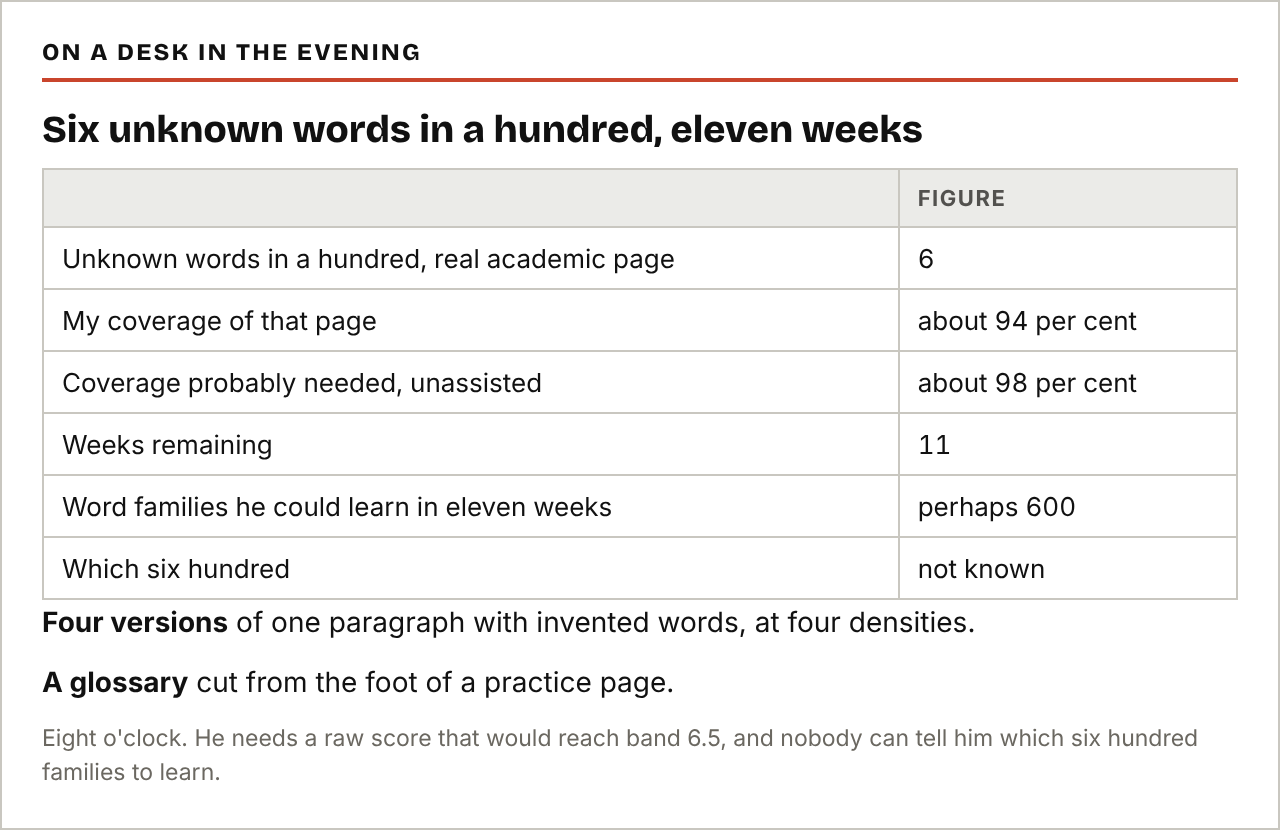 ON A DESK IN THE EVENING
Six unknown words in a hundred, eleven weeks
FIGURE
Unknown words in a hundred, real academic page 6
My coverage of that page about 94 per cent
Coverage probably needed, unassisted about 98 per cent
Weeks remaining 11
Word families he could learn in eleven weeks perhaps 600
Which six hundred not known
Four versions of one paragraph with invented words, at four densities.
A glossary cut from the foot of a practice page.
Eight o'clock. He needs a raw score that would reach band 6.5, and nobody can tell him which six hundred
families to learn.